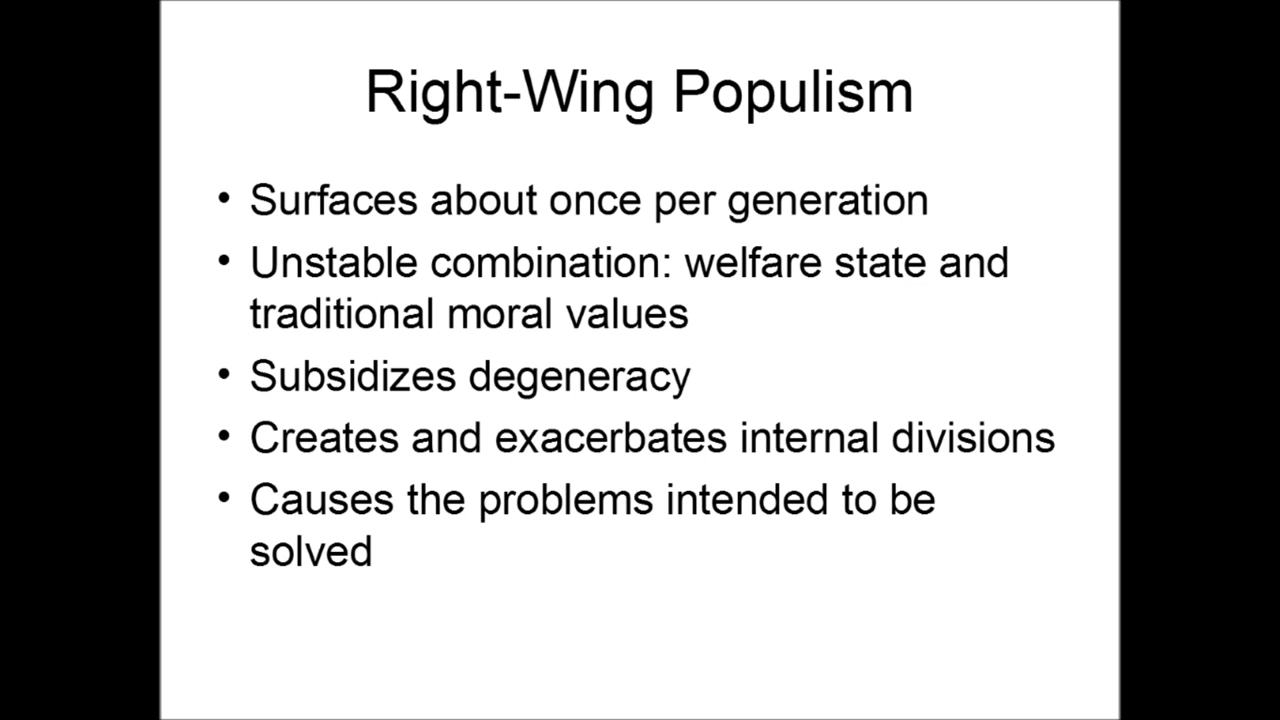 Right-Wing Populism
• Surfaces about once per generation
• Unstable combination: welfare state and
traditional moral values
• Subsidizes degeneracy
• Creates and exacerbates internal divisions
• Causes the problems intended to be
solved